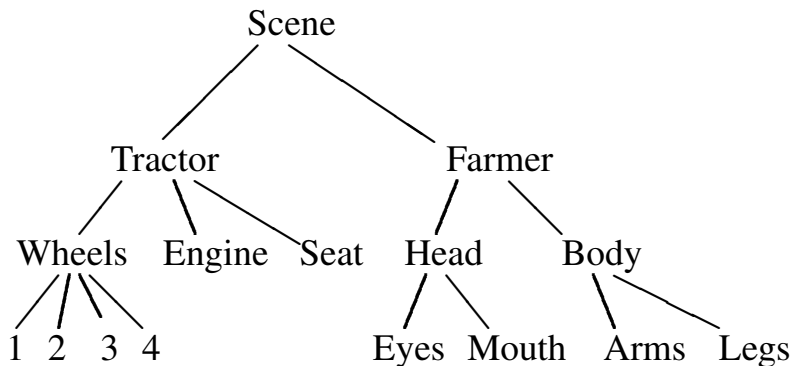 Scene
Tractor Farmer
Wheels Engine Seat Head Body
1 2 3 4 Eyes Mouth Arms Legs